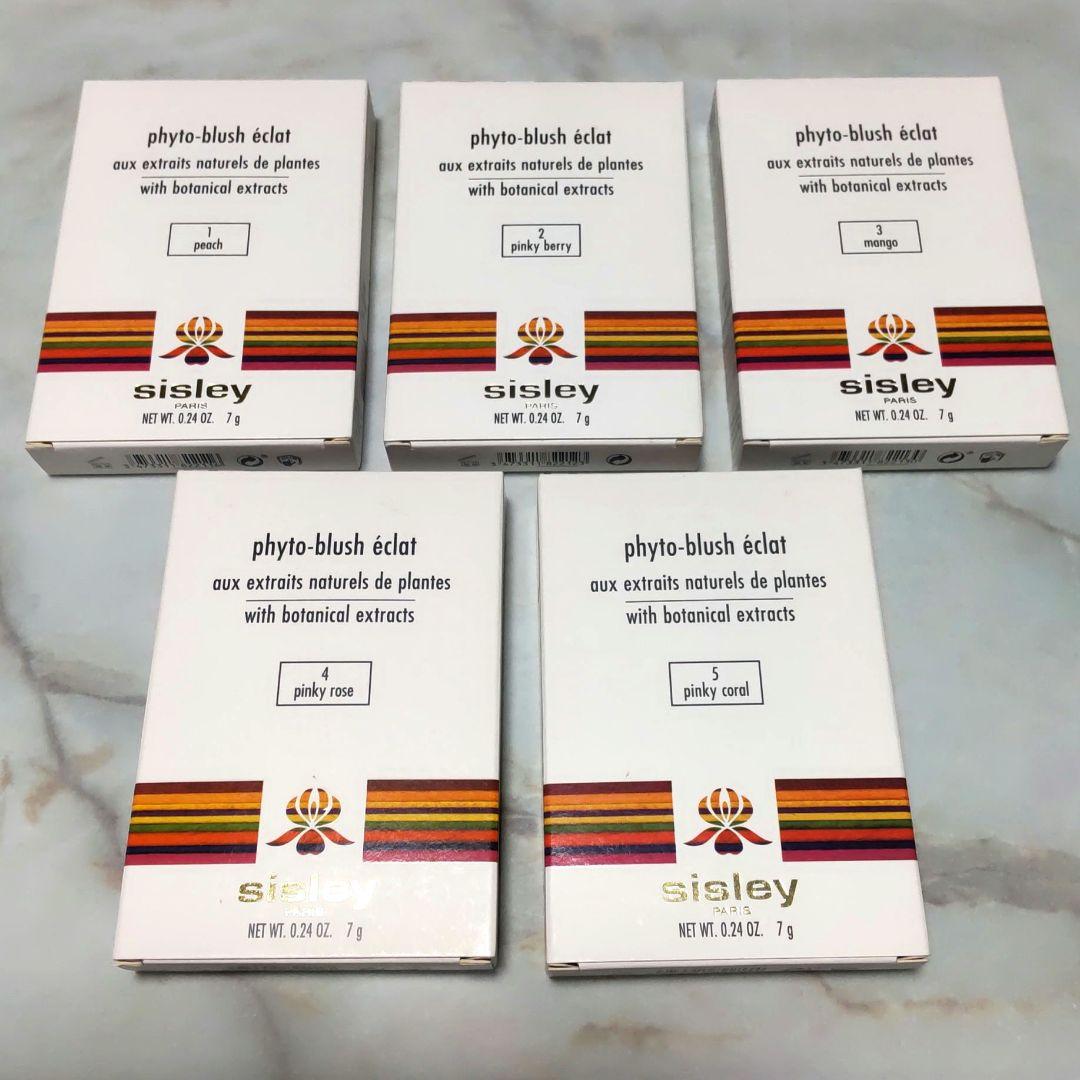 phyto-blush éclat
aux extraits naturels de plantes
with botanical extracts
1
peach
sisley
PARIS
NET WT. 0.24 OZ. 7 g
phyto-blush éclat
aux extraits naturels de plantes
with botanical extracts
2
pinky berry
sisley
PARIS
NET WT. 0.24 OZ. 7 g
phyto-blush éclat
aux extraits naturels de plantes
with botanical extracts
3
mango
sisley
PARIS
NET WT. 0.24 OZ. 7 g
phyto-blush éclat
aux extraits naturels de plantes
with botanical extracts
4
pinky rose
sisley
PARIS
NET WT. 0.24 OZ. 7 g
phyto-blush éclat
aux extraits naturels de plantes
with botanical extracts
5
pinky coral
sisley
PARIS
NET WT. 0.24 OZ. 7 g